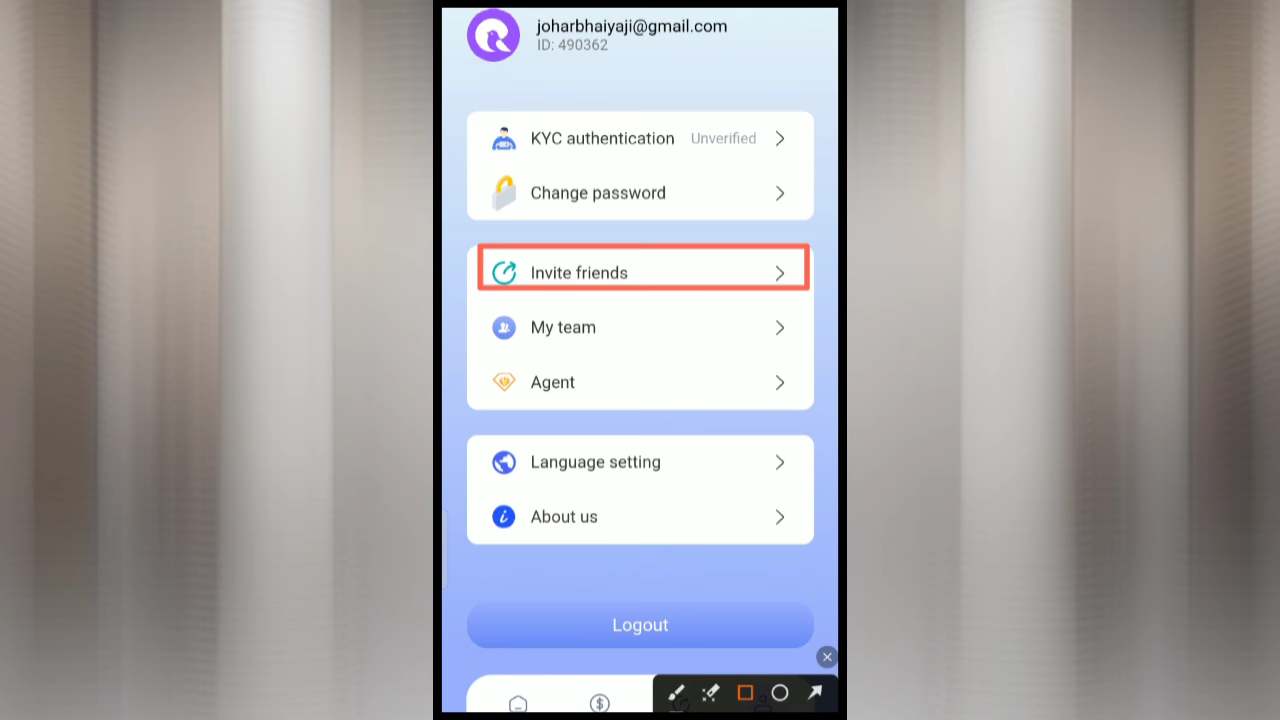 joharbhaiyaji@gmail.com
ID: 490362
KYC authentication Unverified
Change password
Invite friends
My team
Agent
Language setting
About us
Logout